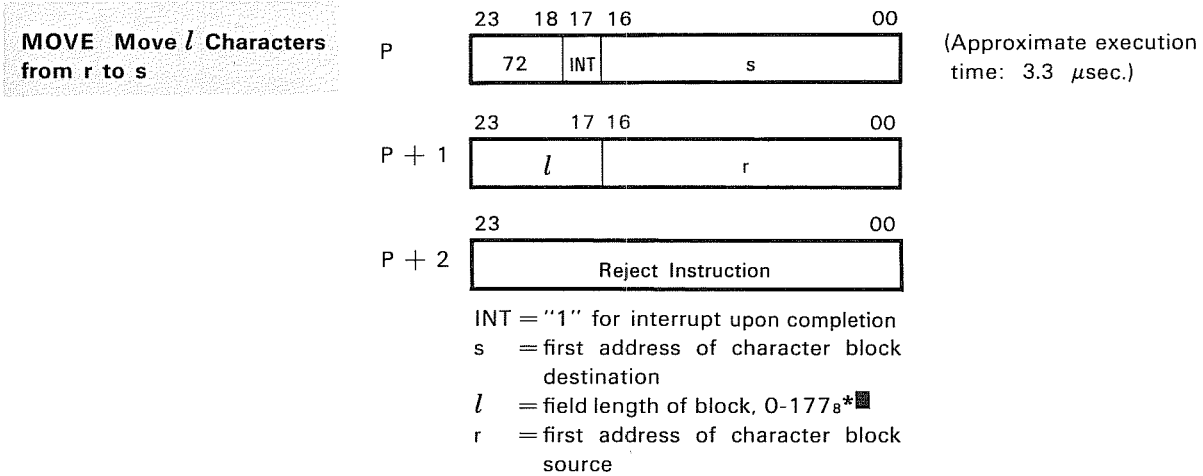 MOVE Move l Characters
from r to s
23 18 17 16 00
P 72 INT s
(Approximate execution
time: 3.3 μsec.)
23 17 16 00
P + 1 l r
23 00
P + 2 Reject Instruction
INT = "1" for interrupt upon completion
s = first address of character block
destination
l = field length of block, 0-177₈*■
r = first address of character block
source